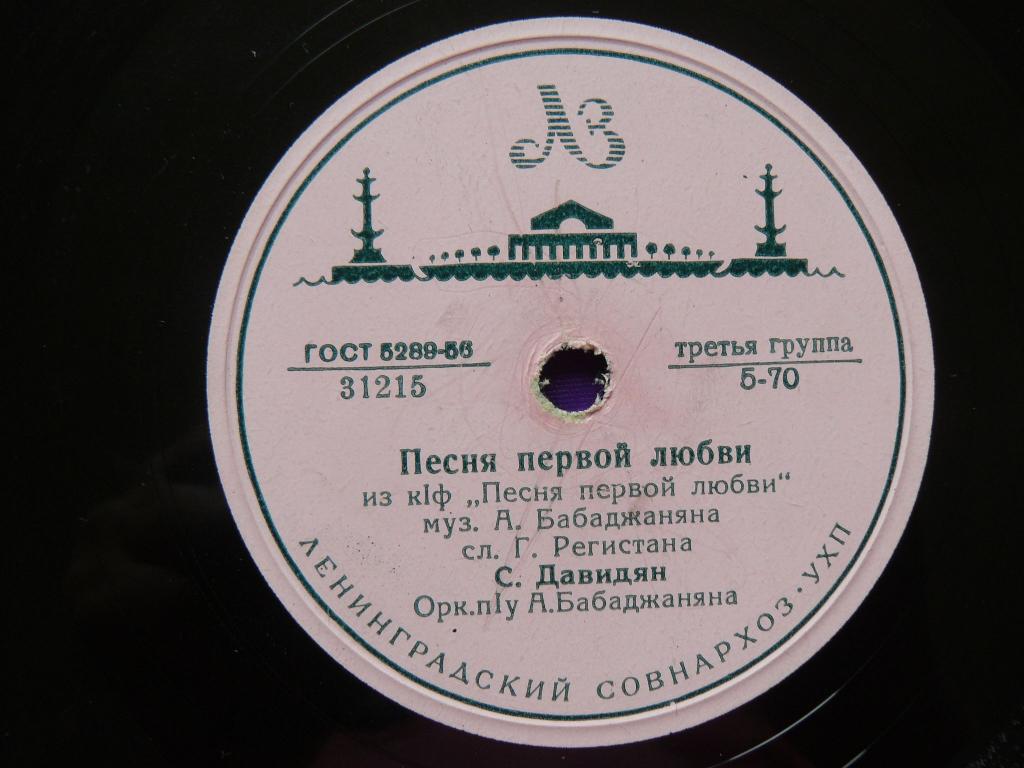 ЛЗ
ГОСТ 5289-56
31215
третья группа
5-70
Песня первой любви
из к|ф „Песня первой любви“
муз. А. Бабаджаняна
сл. Г. Регистана
С. Давидян
Орк.п|у А.Бабаджаняна
ЛЕНИНГРАДСКИЙ СОВНАРХОЗ·УХП